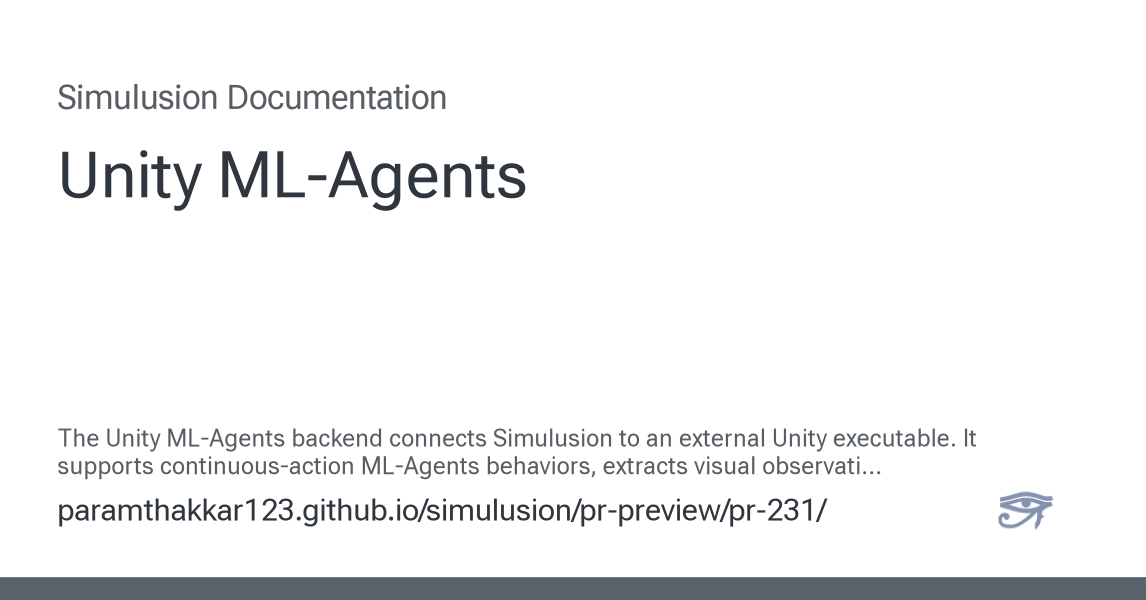 Simulusion Documentation
Unity ML-Agents
The Unity ML-Agents backend connects Simulusion to an external Unity executable. It
supports continuous-action ML-Agents behaviors, extracts visual observati...
paramthakkar123.github.io/simulusion/pr-preview/pr-231/